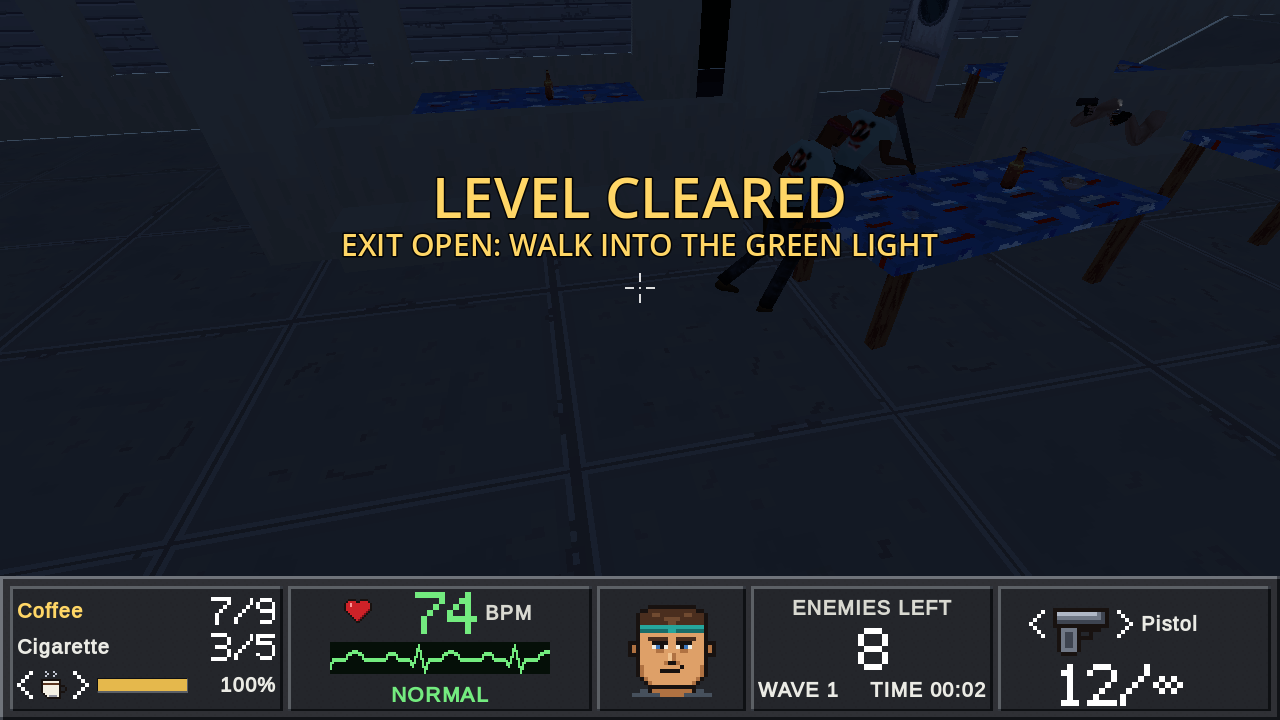 LEVEL CLEARED
EXIT OPEN: WALK INTO THE GREEN LIGHT
Coffee 7/9
Cigarette 3/5
100%
74 BPM
NORMAL
ENEMIES LEFT
8
WAVE 1 TIME 00:02
Pistol
12/∞